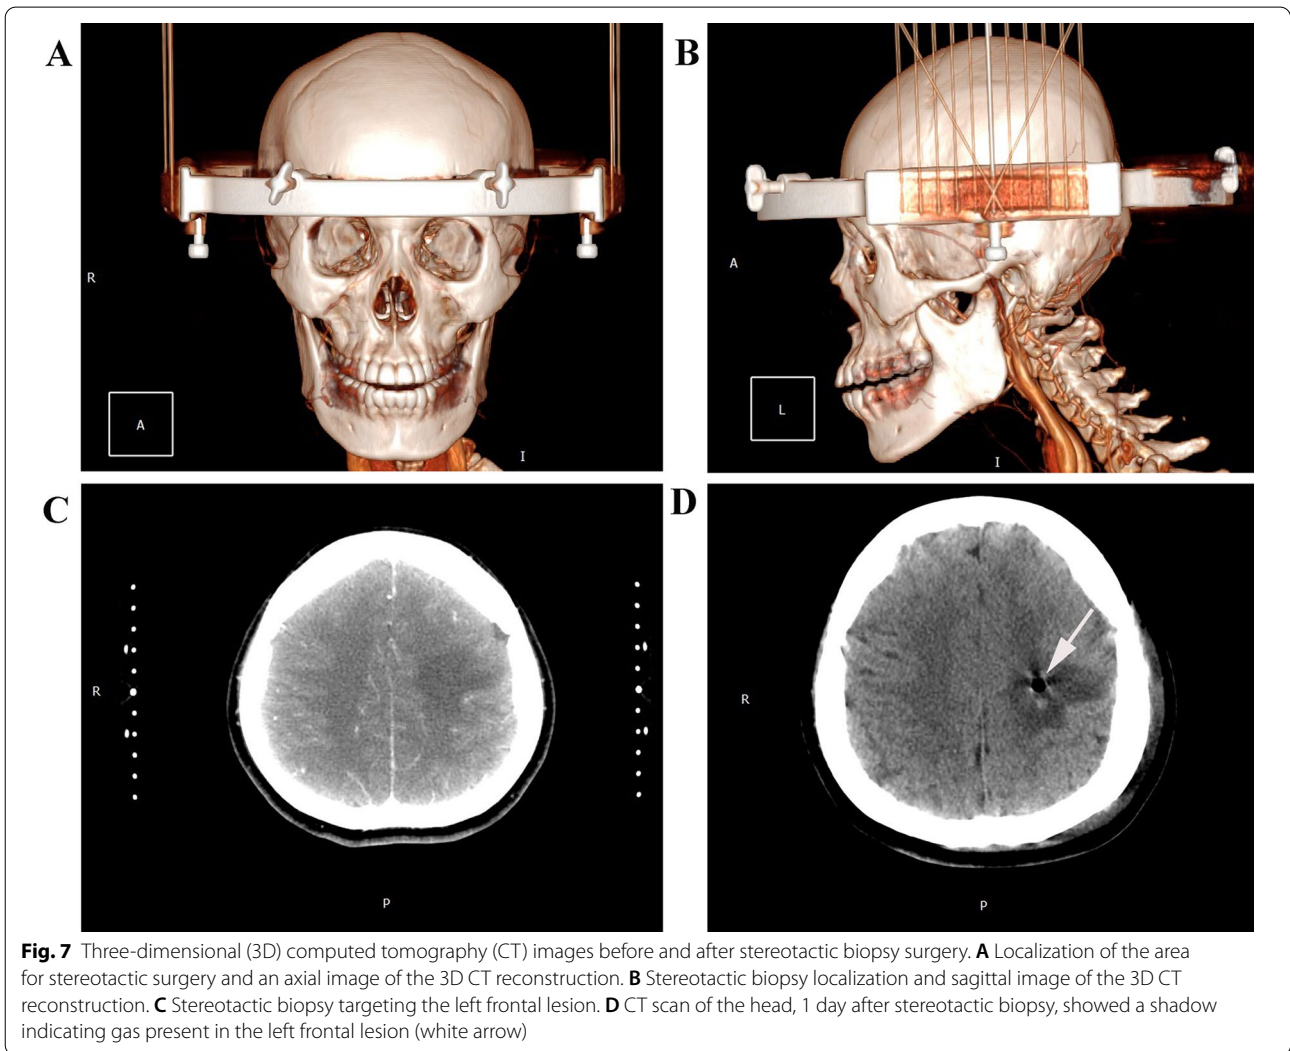 A
B
R
A
A
I
L
I
C
D
R
R
P
P
Fig. 7 Three-dimensional (3D) computed tomography (CT) images before and after stereotactic biopsy surgery. A Localization of the area
for stereotactic surgery and an axial image of the 3D CT reconstruction. B Stereotactic biopsy localization and sagittal image of the 3D CT
reconstruction. C Stereotactic biopsy targeting the left frontal lesion. D CT scan of the head, 1 day after stereotactic biopsy, showed a shadow
indicating gas present in the left frontal lesion (white arrow)